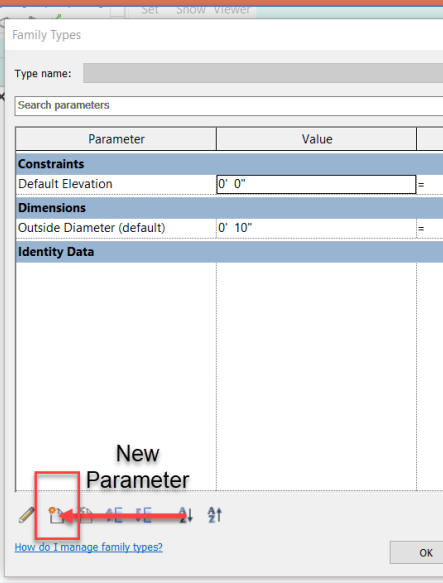 Set Show Viewer
Family Types
Type name:
Search parameters
Parameter Value
Constraints
Default Elevation 0' 0" =
Dimensions
Outside Diameter (default) 0' 10" =
Identity Data
New
Parameter
How do I manage family types?
OK